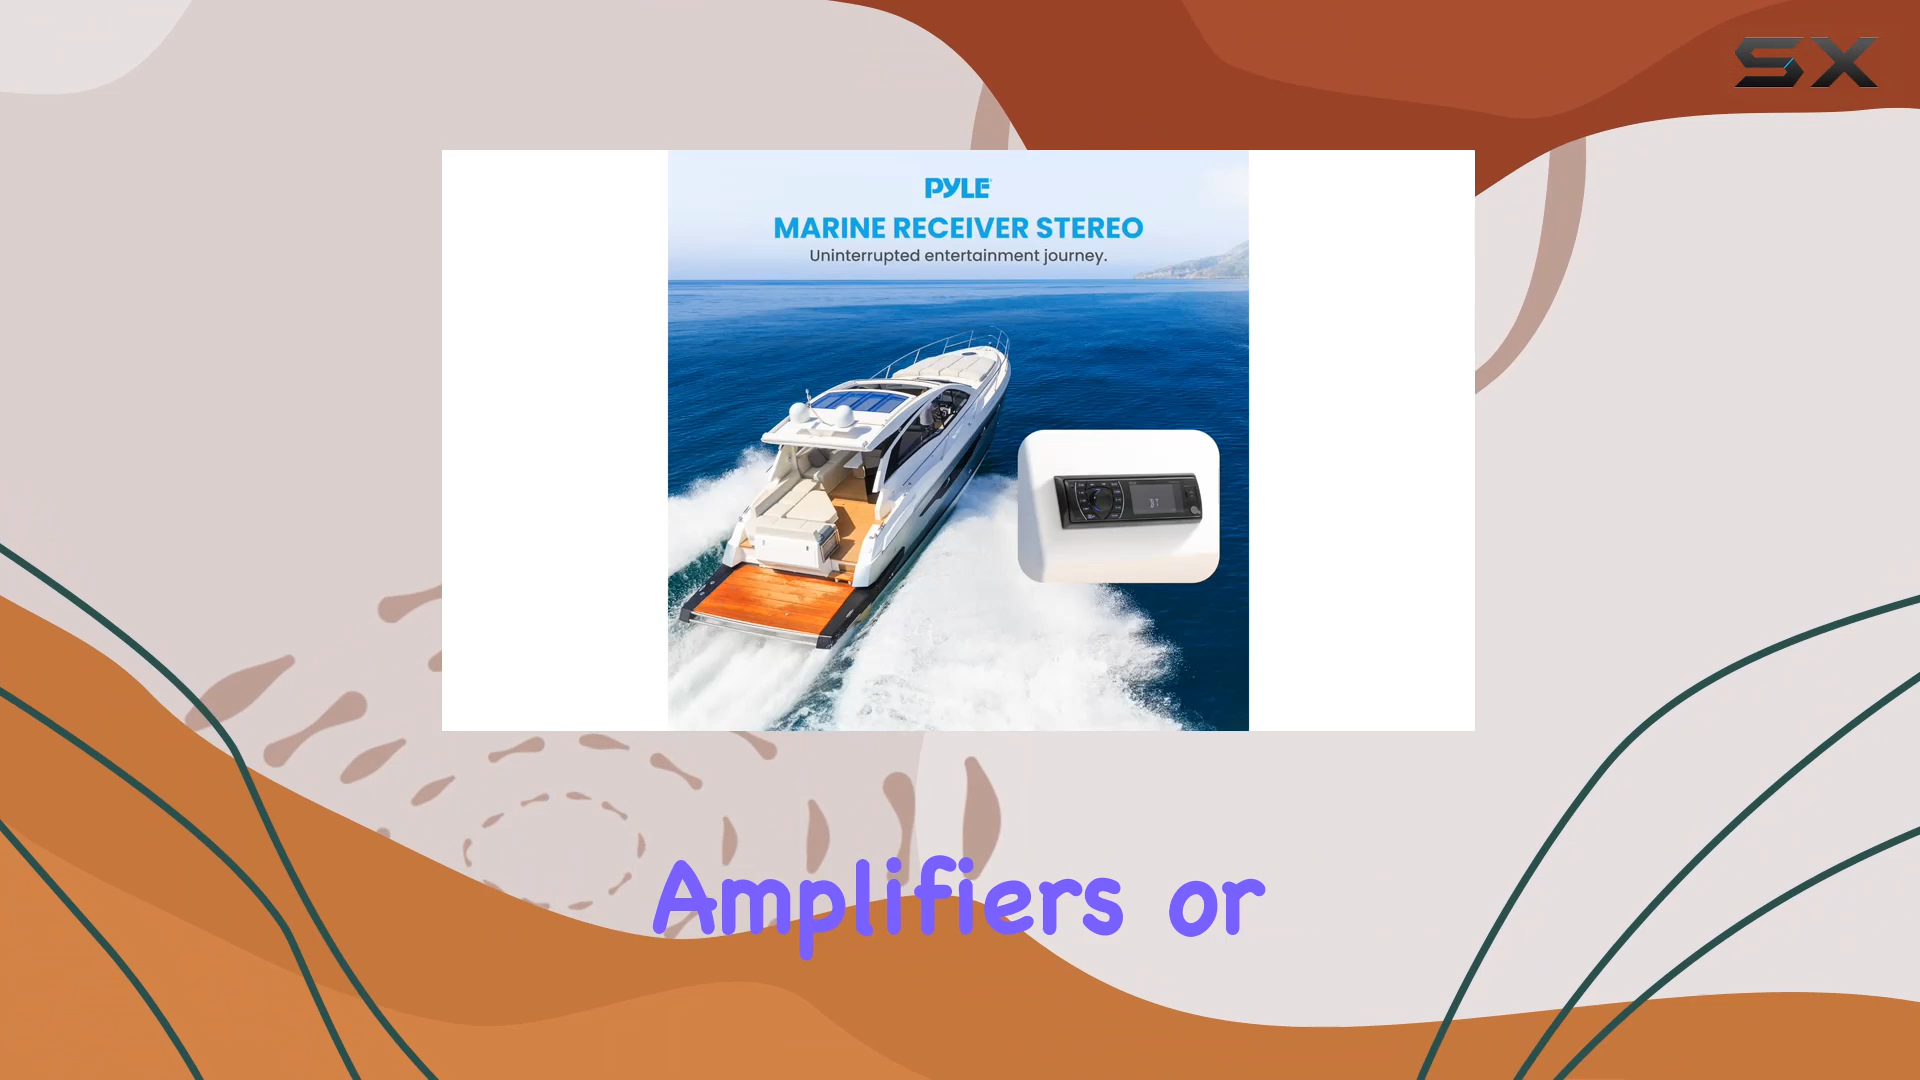 SX
PYLE
MARINE RECEIVER STEREO
Uninterrupted entertainment journey.
Amplifiers or